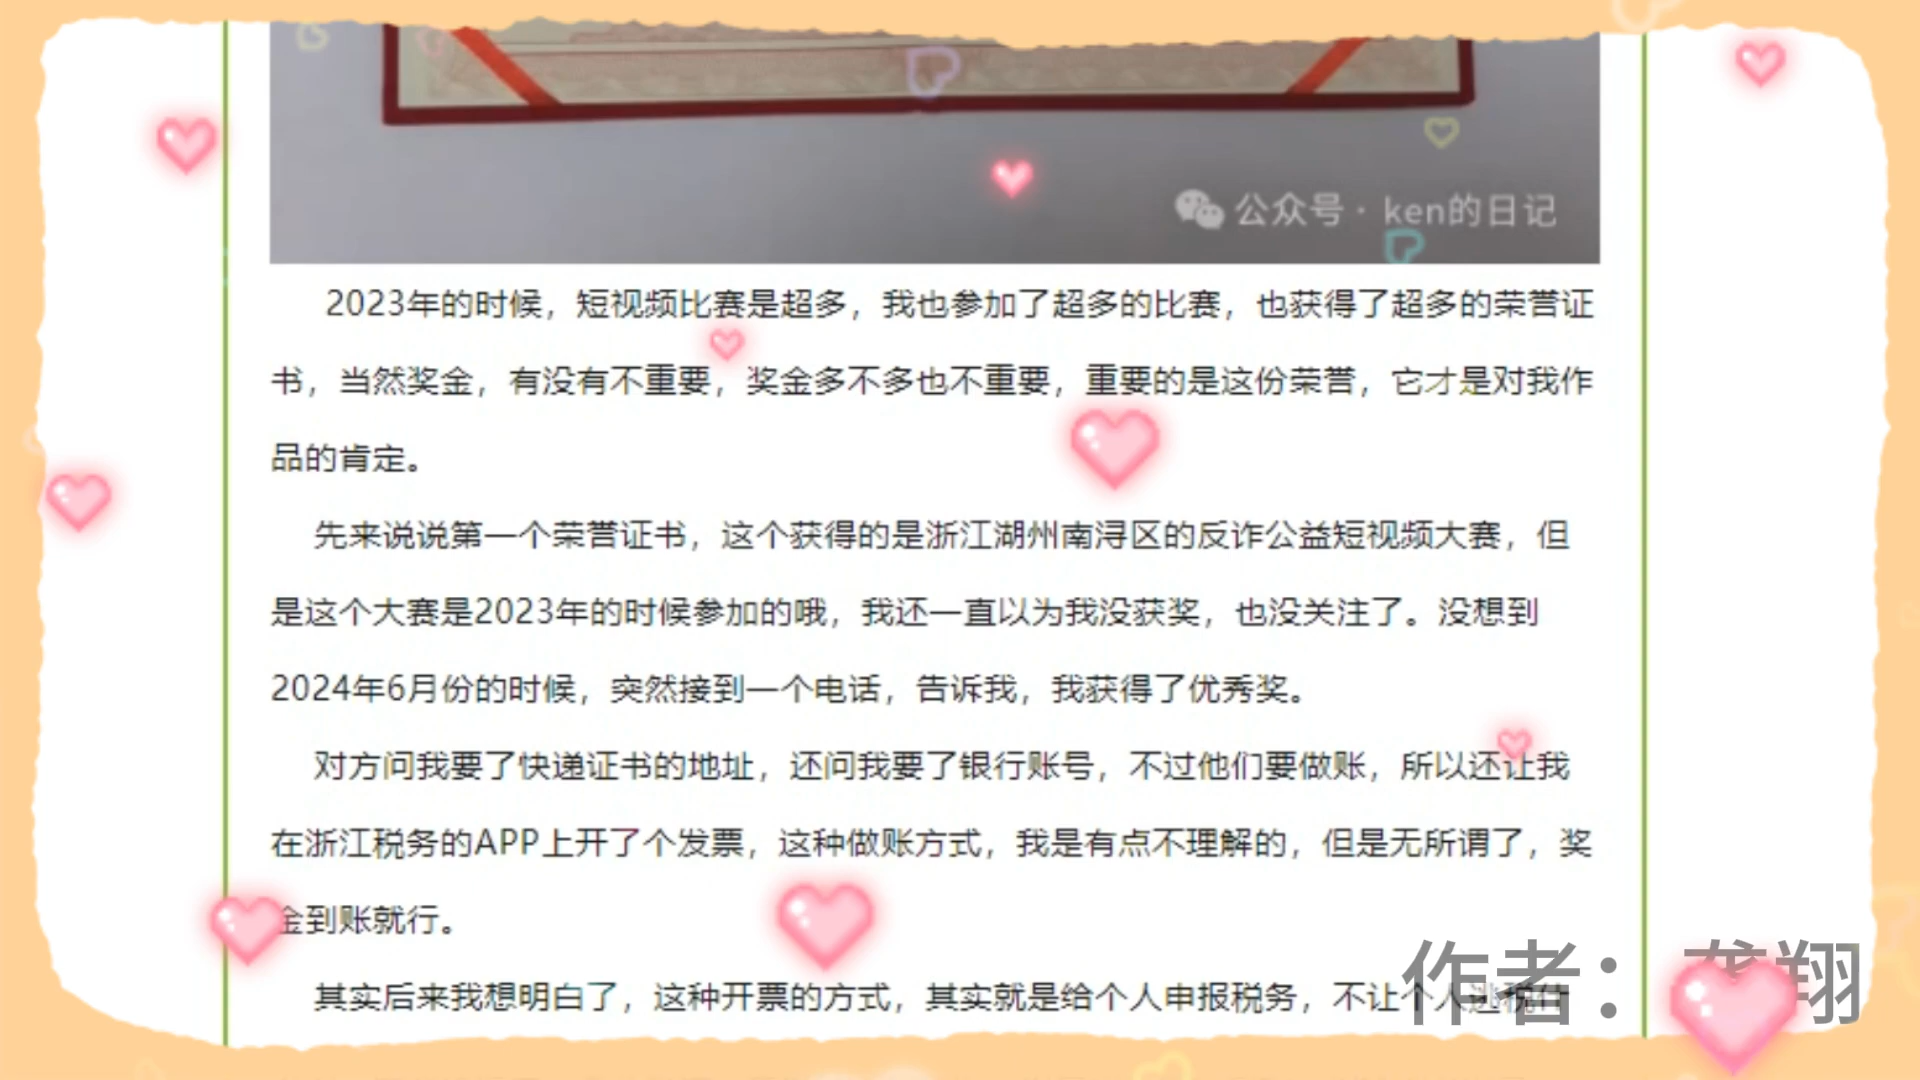 公众号 · ken的日记
2023年的时候，短视频比赛是超多，我也参加了超多的比赛，也获得了超多的荣誉证
书，当然奖金，有没有不重要，奖金多不多也不重要，重要的是这份荣誉，它才是对我作
品的肯定。
先来说说第一个荣誉证书，这个获得的是浙江湖州南浔区的反诈公益短视频大赛，但
是这个大赛是2023年的时候参加的哦，我还一直以为我没获奖，也没关注了。没想到
2024年6月份的时候，突然接到一个电话，告诉我，我获得了优秀奖。
对方问我要了快递证书的地址，还问我要了银行账号，不过他们要做账，所以还让我
在浙江税务的APP上开了个发票，这种做账方式，我是有点不理解的，但是无所谓了，奖
金到账就行。
其实后来我想明白了，这种开票的方式，其实就是给个人申报税务，不让个人逃税
作者：龚翔